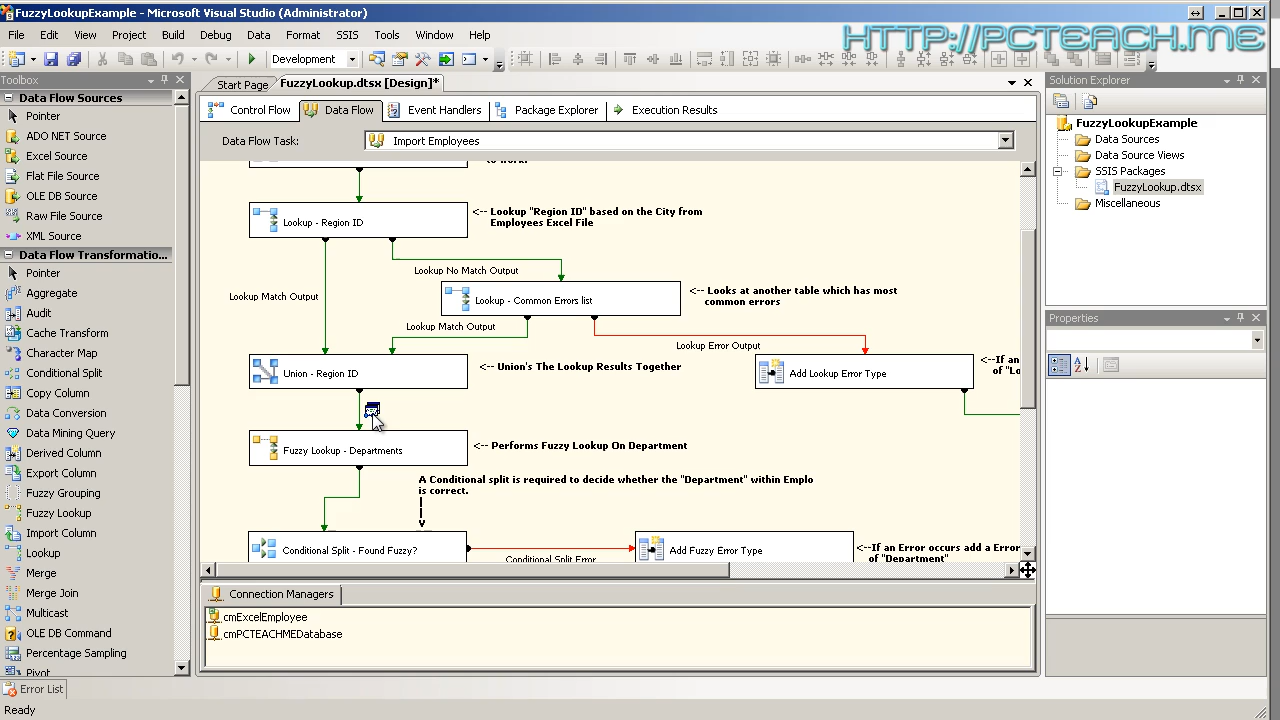 FuzzyLookupExample - Microsoft Visual Studio (Administrator)
HTTP://PCTEACH.ME
File Edit View Project Build Debug Data Format SSIS Tools Window Help
Development
Toolbox
Start Page
FuzzyLookup.dtsx [Design]*
Solution Explorer
Data Flow Sources
Pointer
ADO NET Source
Excel Source
Flat File Source
OLE DB Source
Raw File Source
XML Source
Data Flow Transformatio...
Pointer
Aggregate
Audit
Cache Transform
Character Map
Conditional Split
Copy Column
Data Conversion
Data Mining Query
Derived Column
Export Column
Fuzzy Grouping
Fuzzy Lookup
Import Column
Lookup
Merge
Merge Join
Multicast
OLE DB Command
Percentage Sampling
Pivot
Control Flow
Data Flow
Event Handlers
Package Explorer
Execution Results
Data Flow Task:
Import Employees
to work!
Lookup - Region ID
<-- Lookup "Region ID" based on the City from
Employees Excel File
Lookup No Match Output
Lookup Match Output
Lookup - Common Errors list
<-- Looks at another table which has most
common errors
Lookup Match Output
Lookup Error Output
Union - Region ID
<-- Union's The Lookup Results Together
Add Lookup Error Type
<--If an
of "Lo
Fuzzy Lookup - Departments
<-- Performs Fuzzy Lookup On Department
A Conditional split is required to decide whether the "Department" within Emplo
is correct.
|
|
V
Conditional Split - Found Fuzzy?
Conditional Split Error
Add Fuzzy Error Type
<--If an Error occurs add a Error
of "Department"
Connection Managers
cmExcelEmployee
cmPCTEACHMEDatabase
FuzzyLookupExample
Data Sources
Data Source Views
SSIS Packages
FuzzyLookup.dtsx
Miscellaneous
Properties
Error List
Ready